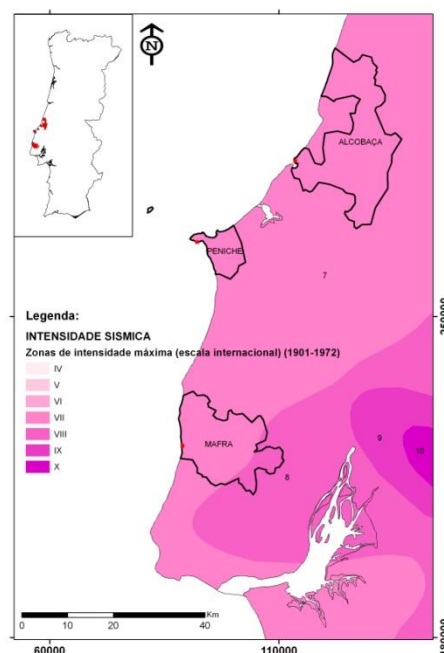 N
ALCOBAÇA
PENICHE
7
Legenda:
INTENSIDADE SISMICA
Zonas de intensidade máxima (escala internacional) (1901-1972)
IV
V
VI
VII
VIII
IX
X
MAFRA
9
10
8
Km
0 10 20 40
60000 110000